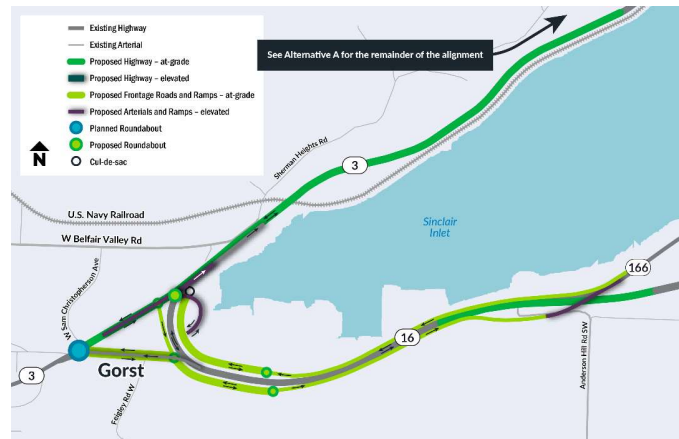 Existing Highway
Existing Arterial
Proposed Highway – at-grade
Proposed Highway – elevated
Proposed Frontage Roads and Ramps – at-grade
Proposed Arterials and Ramps – elevated
Planned Roundabout
Proposed Roundabout
Cul-de-sac
N
See Alternative A for the remainder of the alignment
Sherman Heights Rd
3
U.S. Navy Railroad
W Belfair Valley Rd
Sinclair
Inlet
W Sam Christopherson Ave
166
16
3
Gorst
Feigley Rd W
Anderson Hill Rd SW